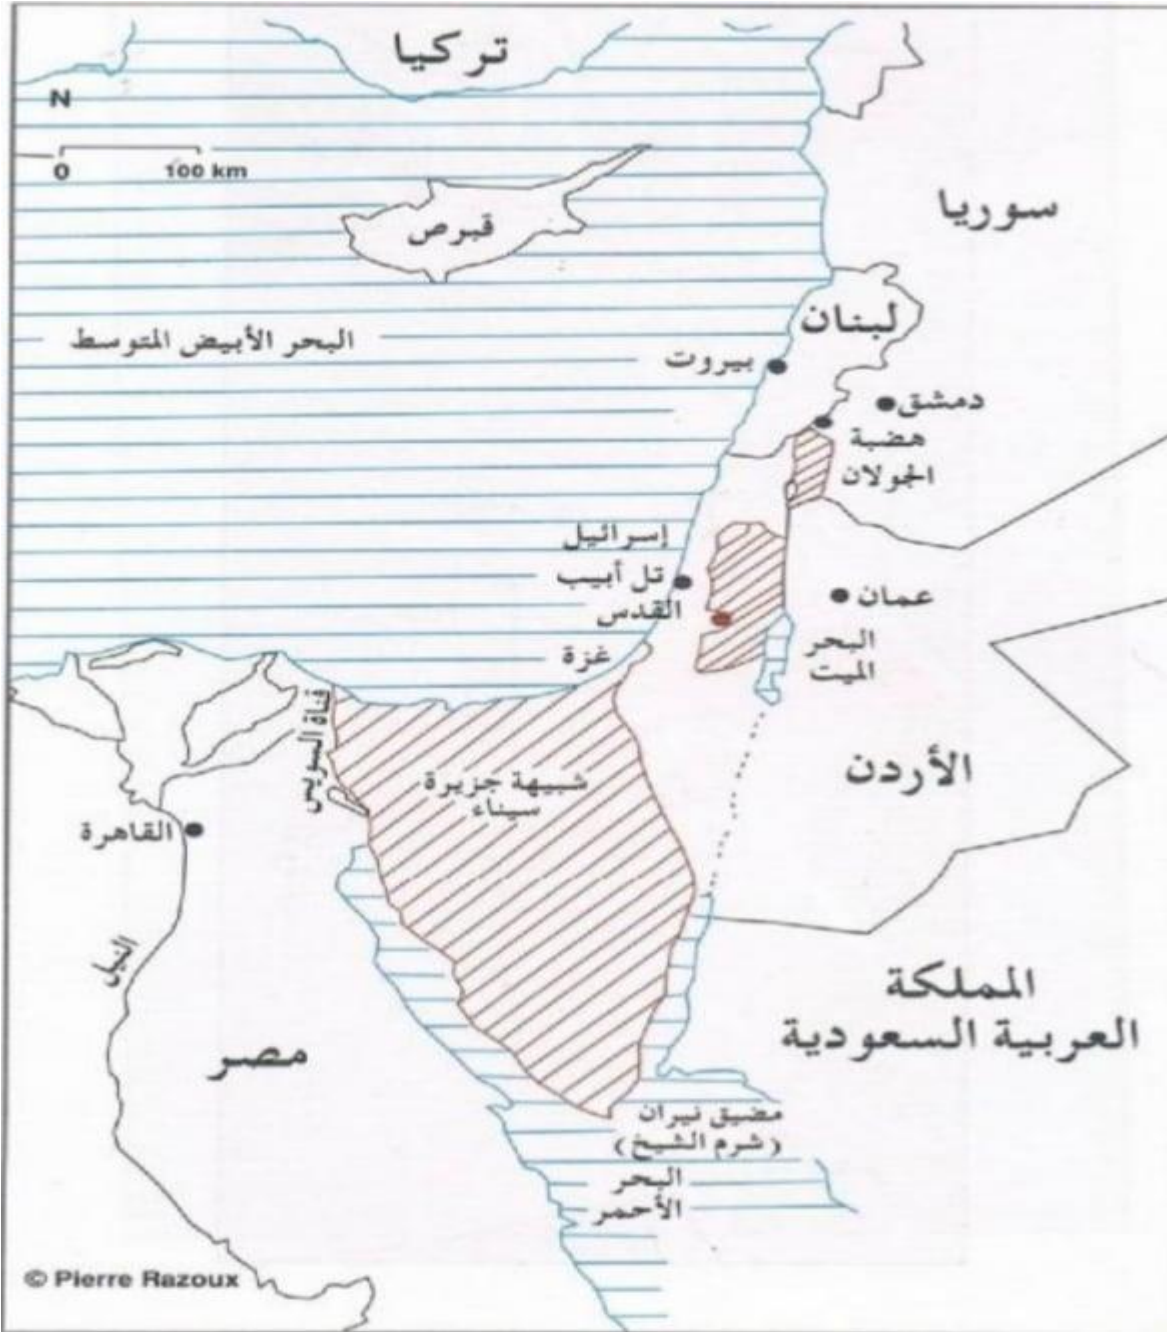 تركيا
N
0 100 km
سوريا
قبرص
لبنان
البحر الأبيض المتوسط
بيروت
دمشق
هضبة
الجولان
إسرائيل
تل أبيب
القدس
عمان
البحر
الميت
غزة
قناة السويس
شبيهة جزيرة
سيناء
الأردن
القاهرة
النيل
المملكة
العربية السعودية
مصر
مضيق نيران
(شرم الشيخ)
البحر
الأحمر
© Pierre Razoux